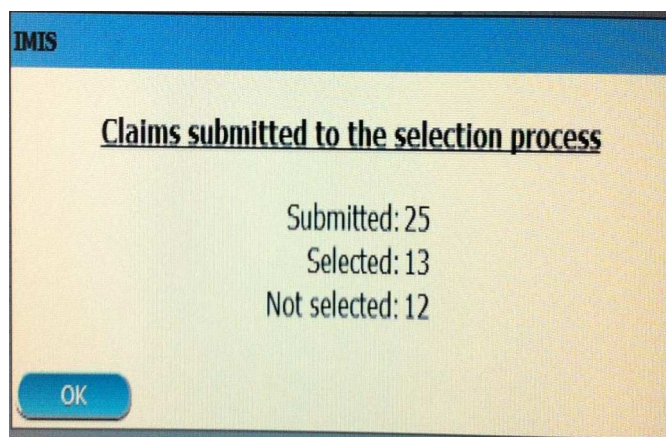 IMIS
Claims submitted to the selection process
Submitted: 25
Selected: 13
Not selected: 12
OK